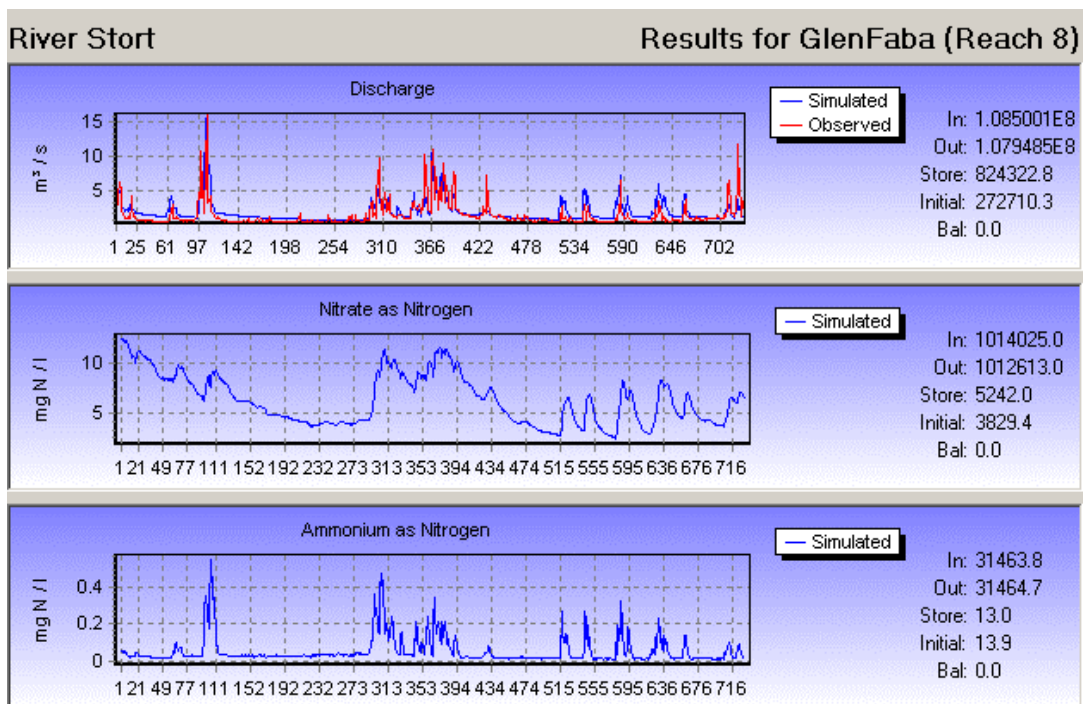 River Stort
Results for GlenFaba (Reach 8)
Discharge
Simulated
Observed
In: 1.085001E8
Out: 1.079485E8
Store: 824322.8
Initial: 272710.3
Bal: 0.0
m³ / s
15
10
5
1 25 61 97 142 198 254 310 366 422 478 534 590 646 702
Nitrate as Nitrogen
Simulated
In: 1014025.0
Out: 1012613.0
Store: 5242.0
Initial: 3829.4
Bal: 0.0
mg N / l
10
5
1 21 49 77 111 152 192 232 273 313 353 394 434 474 515 555 595 636 676 716
Ammonium as Nitrogen
Simulated
In: 31463.8
Out: 31464.7
Store: 13.0
Initial: 13.9
Bal: 0.0
mg N / l
0.4
0.2
0
1 21 49 77 111 152 192 232 273 313 353 394 434 474 515 555 595 636 676 716